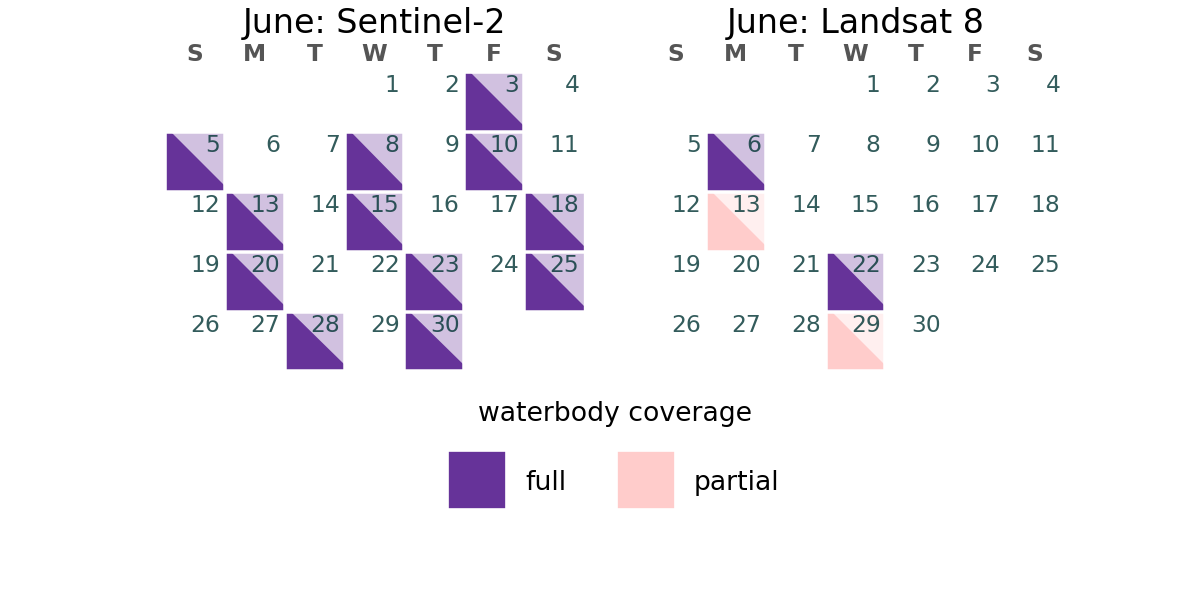 June: Sentinel-2
S M T W T F S
1 2 3 4
5 6 7 8 9 10 11
12 13 14 15 16 17 18
19 20 21 22 23 24 25
26 27 28 29 30
June: Landsat 8
S M T W T F S
1 2 3 4
5 6 7 8 9 10 11
12 13 14 15 16 17 18
19 20 21 22 23 24 25
26 27 28 29 30
waterbody coverage
full partial